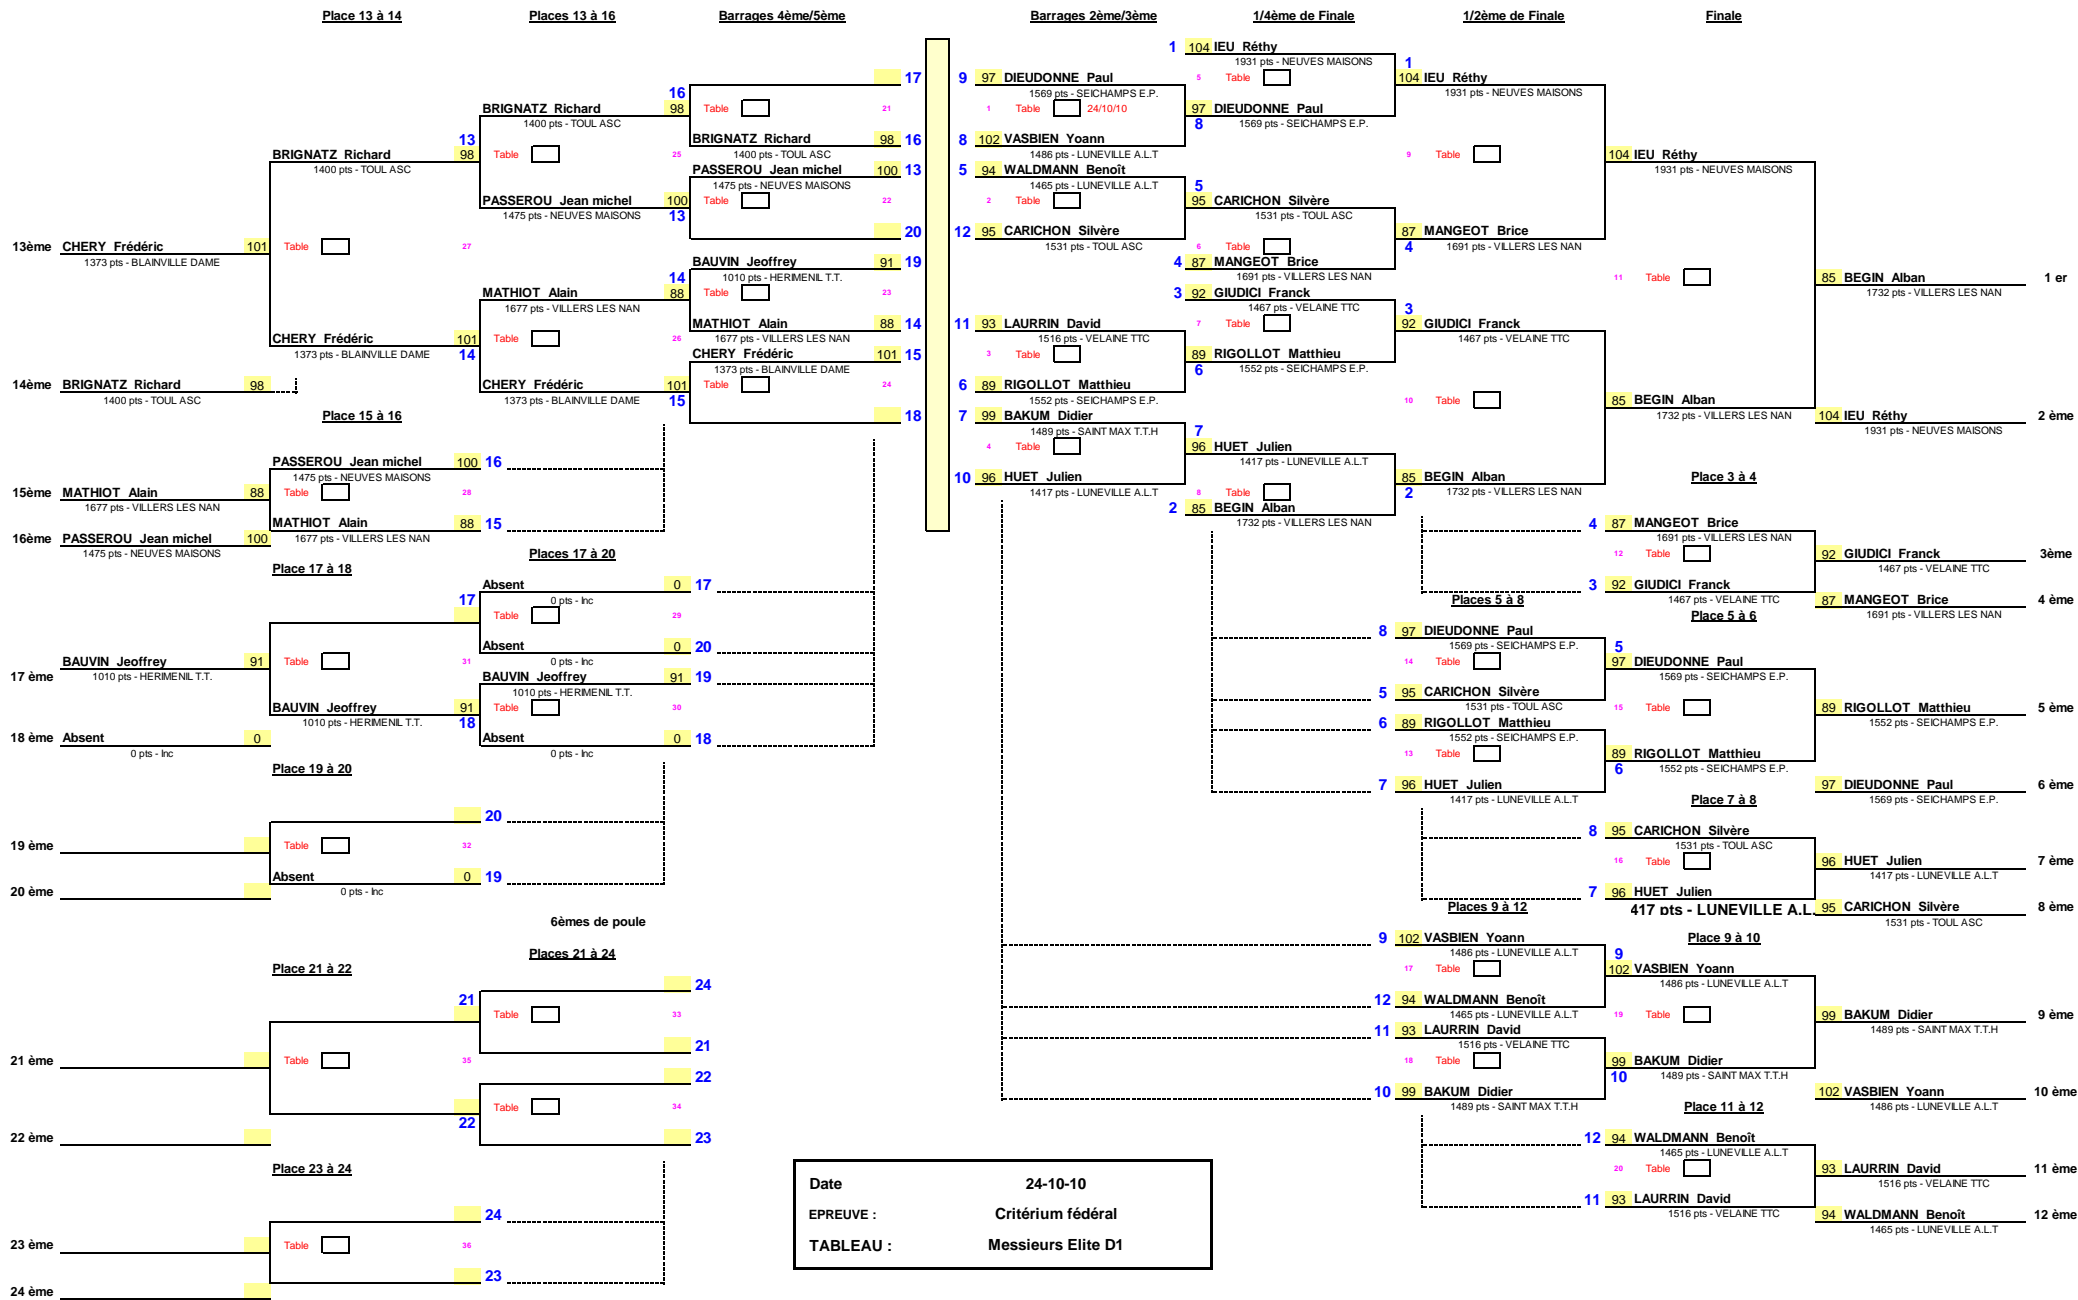 Place 13 à 14 Places 13 à 16 Barrages 4ème/5ème Barrages 2ème/3ème 1/4ème de Finale 1/2ème de Finale Finale
1 104 IEU Réthy
1931 pts - NEUVES MAISONS 1
17 9 97 DIEUDONNE Paul 5 Table 104 IEU Réthy
16 1569 pts - SEICHAMPS E.P. 1931 pts - NEUVES MAISONS
BRIGNATZ Richard 98 Table 21 1 Table 24/10/10 97 DIEUDONNE Paul
1400 pts - TOUL ASC 8 1569 pts - SEICHAMPS E.P.
13 BRIGNATZ Richard 98 16 8 102 VASBIEN Yoann
BRIGNATZ Richard 98 Table 25 1400 pts - TOUL ASC 1486 pts - LUNEVILLE A.L.T 9 Table 104 IEU Réthy
1400 pts - TOUL ASC PASSEROU Jean michel 100 13 5 94 WALDMANN Benoît 1931 pts - NEUVES MAISONS
1475 pts - NEUVES MAISONS 1465 pts - LUNEVILLE A.L.T 5
PASSEROU Jean michel 100 Table 22 2 Table 95 CARICHON Silvère
1475 pts - NEUVES MAISONS 13 1531 pts - TOUL ASC
20 12 95 CARICHON Silvère 87 MANGEOT Brice
13ème CHERY Frédéric 101 Table 27 1531 pts - TOUL ASC 6 Table 4 1691 pts - VILLERS LES NAN
1373 pts - BLAINVILLE DAME BAUVIN Jeoffrey 91 19 4 87 MANGEOT Brice
14 1010 pts - HERIMENIL T.T. 1691 pts - VILLERS LES NAN 11 Table 85 BEGIN Alban 1 er
MATHIOT Alain 88 Table 23 3 92 GIUDICI Franck 1732 pts - VILLERS LES NAN
1677 pts - VILLERS LES NAN 1467 pts - VELAINE TTC 3
MATHIOT Alain 88 14 11 93 LAURRIN David 7 Table 92 GIUDICI Franck
CHERY Frédéric 101 Table 26 1677 pts - VILLERS LES NAN 1516 pts - VELAINE TTC 1467 pts - VELAINE TTC
1373 pts - BLAINVILLE DAME 14 CHERY Frédéric 101 15 3 Table 89 RIGOLLOT Matthieu
1373 pts - BLAINVILLE DAME 6 1552 pts - SEICHAMPS E.P.
14ème BRIGNATZ Richard 98 CHERY Frédéric 101 Table 24 6 89 RIGOLLOT Matthieu
1400 pts - TOUL ASC 1373 pts - BLAINVILLE DAME 15 1552 pts - SEICHAMPS E.P. 10 Table 85 BEGIN Alban
Place 15 à 16 18 7 99 BAKUM Didier 1732 pts - VILLERS LES NAN 104 IEU Réthy 2 ème
1489 pts - SAINT MAX T.T.H 7 1931 pts - NEUVES MAISONS
4 Table 96 HUET Julien
PASSEROU Jean michel 100 16 1417 pts - LUNEVILLE A.L.T
1475 pts - NEUVES MAISONS 10 96 HUET Julien 85 BEGIN Alban Place 3 à 4
15ème MATHIOT Alain 88 Table 28 1417 pts - LUNEVILLE A.L.T 8 Table 2 1732 pts - VILLERS LES NAN
1677 pts - VILLERS LES NAN 2 85 BEGIN Alban
MATHIOT Alain 88 15 1732 pts - VILLERS LES NAN 4 87 MANGEOT Brice
16ème PASSEROU Jean michel 100 1677 pts - VILLERS LES NAN 1691 pts - VILLERS LES NAN
1475 pts - NEUVES MAISONS Places 17 à 20 12 Table 92 GIUDICI Franck 3ème
Place 17 à 18 1467 pts - VELAINE TTC
Absent 0 17 3 92 GIUDICI Franck
17 0 pts - Inc Places 5 à 8 1467 pts - VELAINE TTC 87 MANGEOT Brice 4 ème
Table 29 Place 5 à 6 1691 pts - VILLERS LES NAN
8 97 DIEUDONNE Paul
Absent 0 20 1569 pts - SEICHAMPS E.P. 5
BAUVIN Jeoffrey 91 Table 31 0 pts - Inc 14 Table 97 DIEUDONNE Paul
17 ème 1010 pts - HERIMENIL T.T. BAUVIN Jeoffrey 91 19 1569 pts - SEICHAMPS E.P.
1010 pts - HERIMENIL T.T. 5 95 CARICHON Silvère
BAUVIN Jeoffrey 91 Table 30 1531 pts - TOUL ASC 15 Table 89 RIGOLLOT Matthieu 5 ème
1010 pts - HERIMENIL T.T. 18 6 89 RIGOLLOT Matthieu 1552 pts - SEICHAMPS E.P.
18 ème Absent 0 Absent 0 18 1552 pts - SEICHAMPS E.P.
0 pts - Inc 0 pts - Inc 13 Table 89 RIGOLLOT Matthieu
Place 19 à 20 6 1552 pts - SEICHAMPS E.P.
7 96 HUET Julien 97 DIEUDONNE Paul 6 ème
1417 pts - LUNEVILLE A.L.T Place 7 à 8 1569 pts - SEICHAMPS E.P.
20
8 95 CARICHON Silvère
19 ème Table 32 1531 pts - TOUL ASC
16 Table 96 HUET Julien 7 ème
Absent 0 19 1417 pts - LUNEVILLE A.L.T
20 ème 0 pts - Inc 7 96 HUET Julien
Places 9 à 12 417 pts - LUNEVILLE A.L. 95 CARICHON Silvère 8 ème
6èmes de poule 1531 pts - TOUL ASC
9 102 VASBIEN Yoann Place 9 à 10
Places 21 à 24 1486 pts - LUNEVILLE A.L.T 9
Place 21 à 22 17 Table 102 VASBIEN Yoann
24 1486 pts - LUNEVILLE A.L.T
21 12 94 WALDMANN Benoît
Table 33 1465 pts - LUNEVILLE A.L.T 19 Table 99 BAKUM Didier 9 ème
11 93 LAURRIN David 1489 pts - SAINT MAX T.T.H
21 1516 pts - VELAINE TTC
21 ème Table 35 18 Table 99 BAKUM Didier
22 10 1489 pts - SAINT MAX T.T.H
10 99 BAKUM Didier 102 VASBIEN Yoann 10 ème
Table 34 1489 pts - SAINT MAX T.T.H Place 11 à 12 1486 pts - LUNEVILLE A.L.T
22
22 ème 23 12 94 WALDMANN Benoît
1465 pts - LUNEVILLE A.L.T
Place 23 à 24 20 Table 93 LAURRIN David 11 ème
Date 24-10-10 1516 pts - VELAINE TTC
11 93 LAURRIN David
24 EPREUVE : Critérium fédéral 1516 pts - VELAINE TTC 94 WALDMANN Benoît 12 ème
1465 pts - LUNEVILLE A.L.T
23 ème Table 36 TABLEAU : Messieurs Elite D1
23
24 ème